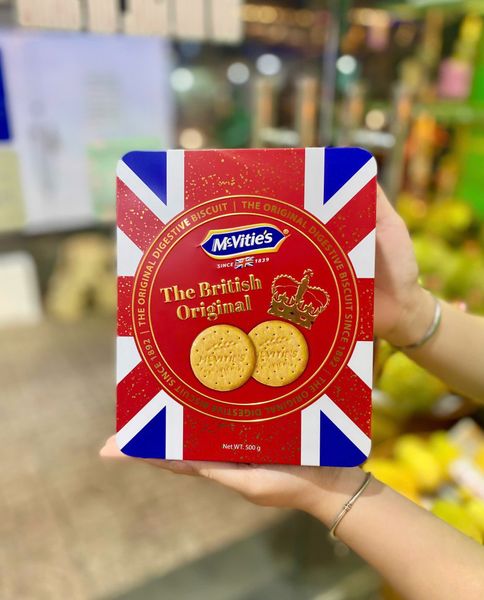 McVitie's
SINCE 1839
The British
Original
McVITIE'S
THE ORIGINAL DIGESTIVE BISCUIT | THE ORIGINAL DIGESTIVE BISCUIT SINCE 1892 | THE ORIGINAL DIGESTIVE BISCUIT SINCE 1892 |
Net WT. 500 g